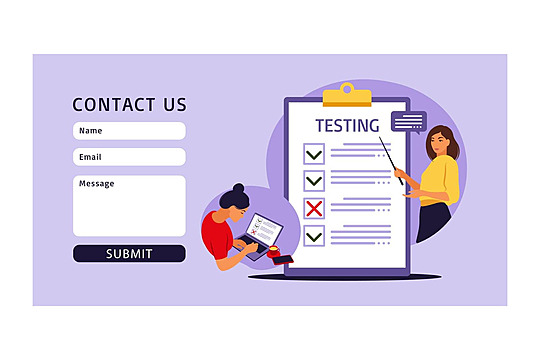 CONTACT US
Name
Email
Message
SUBMIT
TESTING